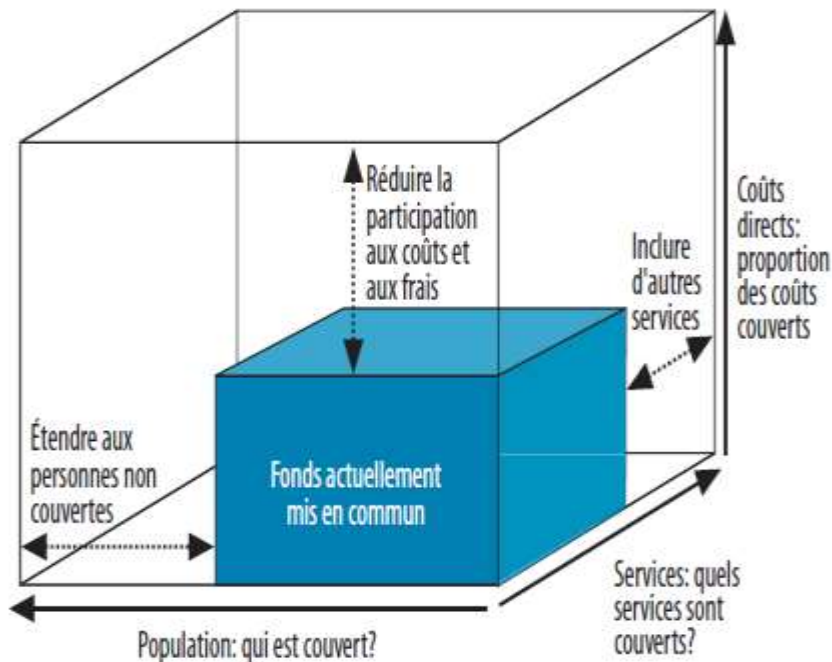 Réduire la
participation
aux coûts et
aux frais
Coûts
directs:
proportion
des coûts
couverts
Inclure
d'autres
services
Étendre aux
personnes non
couvertes
Fonds actuellement
mis en commun
Services: quels
services sont
couverts?
Population: qui est couvert?